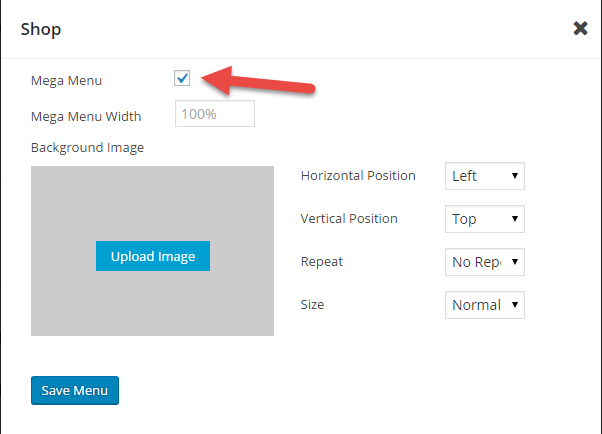 Shop
Mega Menu
Mega Menu Width 100%
Background Image
Horizontal Position Left
Vertical Position Top
Upload Image
Repeat No Rep
Size Normal
Save Menu